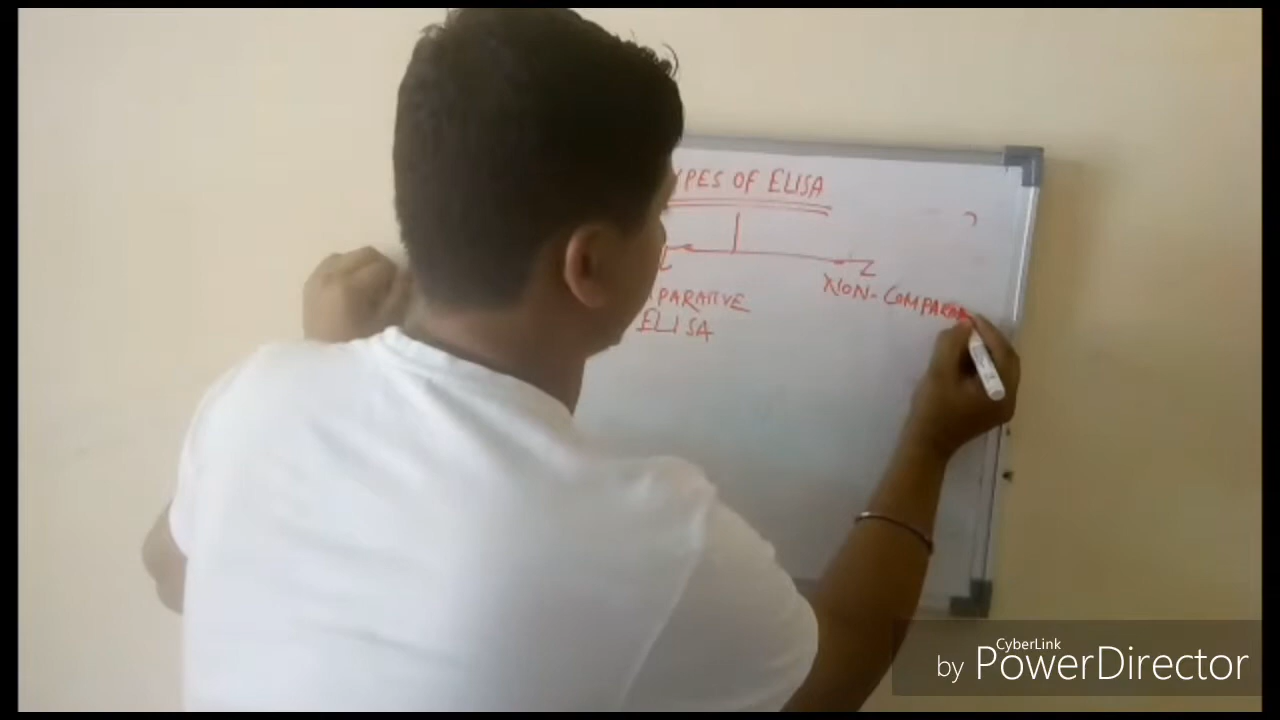 YPES OF ELISA
PARATIVE
ELISA
NON-COMPARA
CyberLink
by PowerDirector